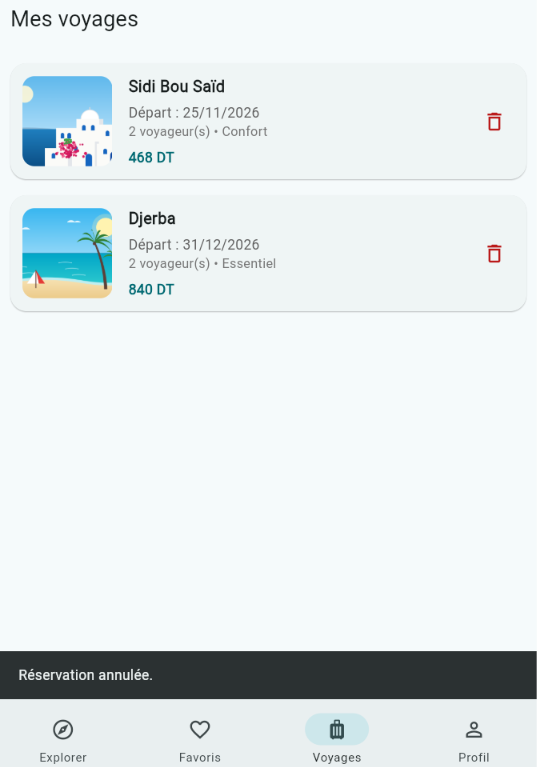 Mes voyages
Sidi Bou Saïd
Départ : 25/11/2026
2 voyageur(s) • Confort
468 DT
Djerba
Départ : 31/12/2026
2 voyageur(s) • Essentiel
840 DT
Réservation annulée.
Explorer
Favoris
Voyages
Profil